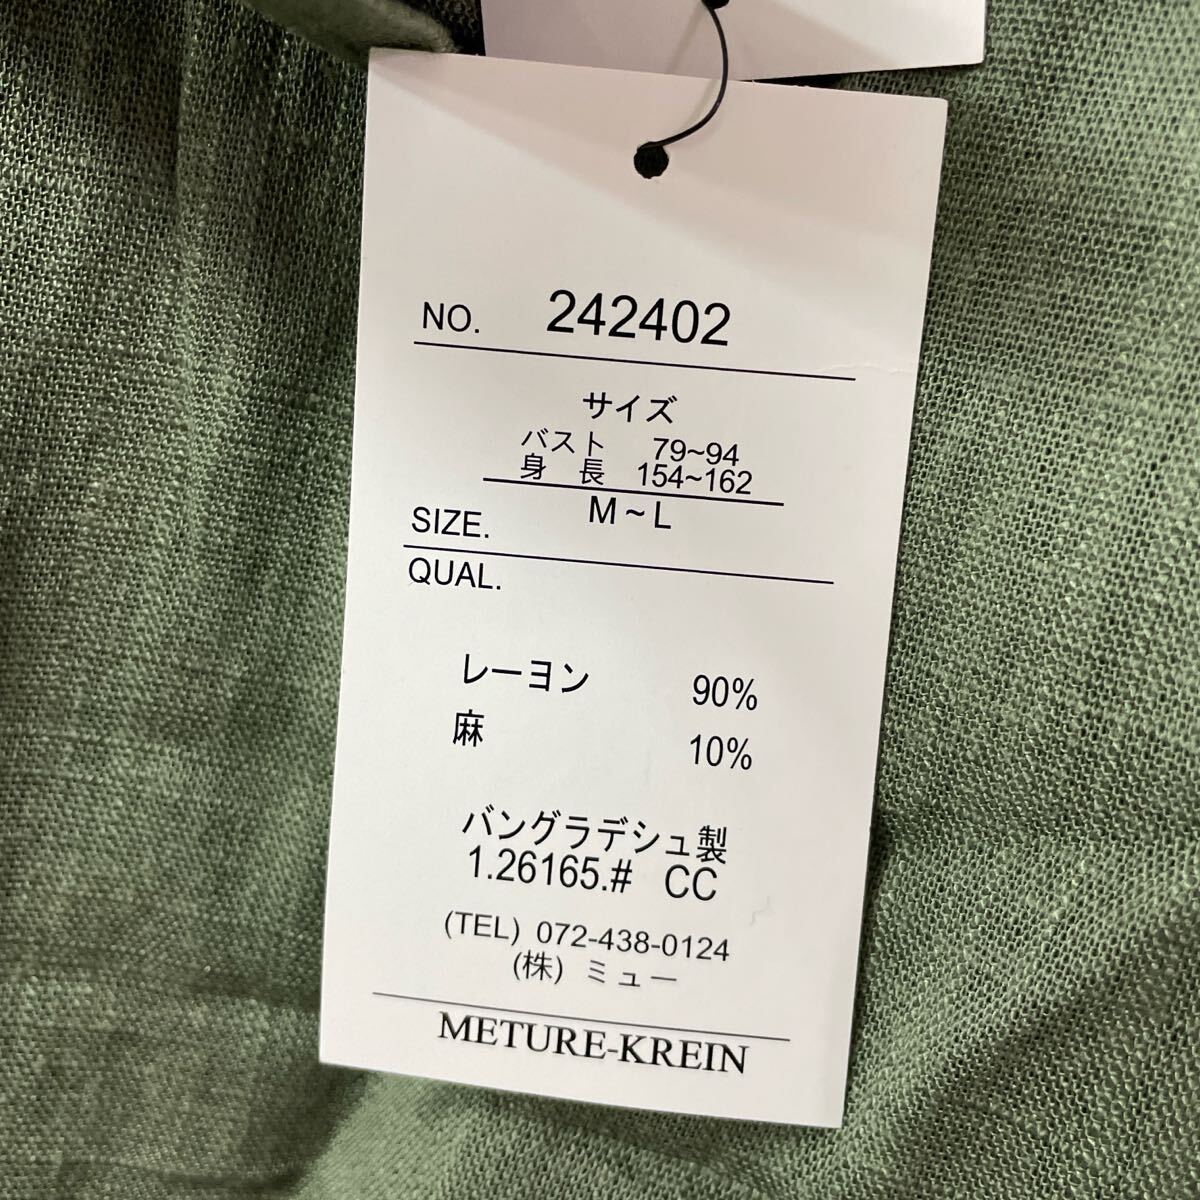 NO. 242402
サイズ
バスト 79~94
身長 154~162
SIZE. M~L
QUAL.
レーヨン 90%
麻 10%
バングラデシュ製
1.26165.# CC
(TEL) 072-438-0124
(株) ミュー
METURE-KREIN